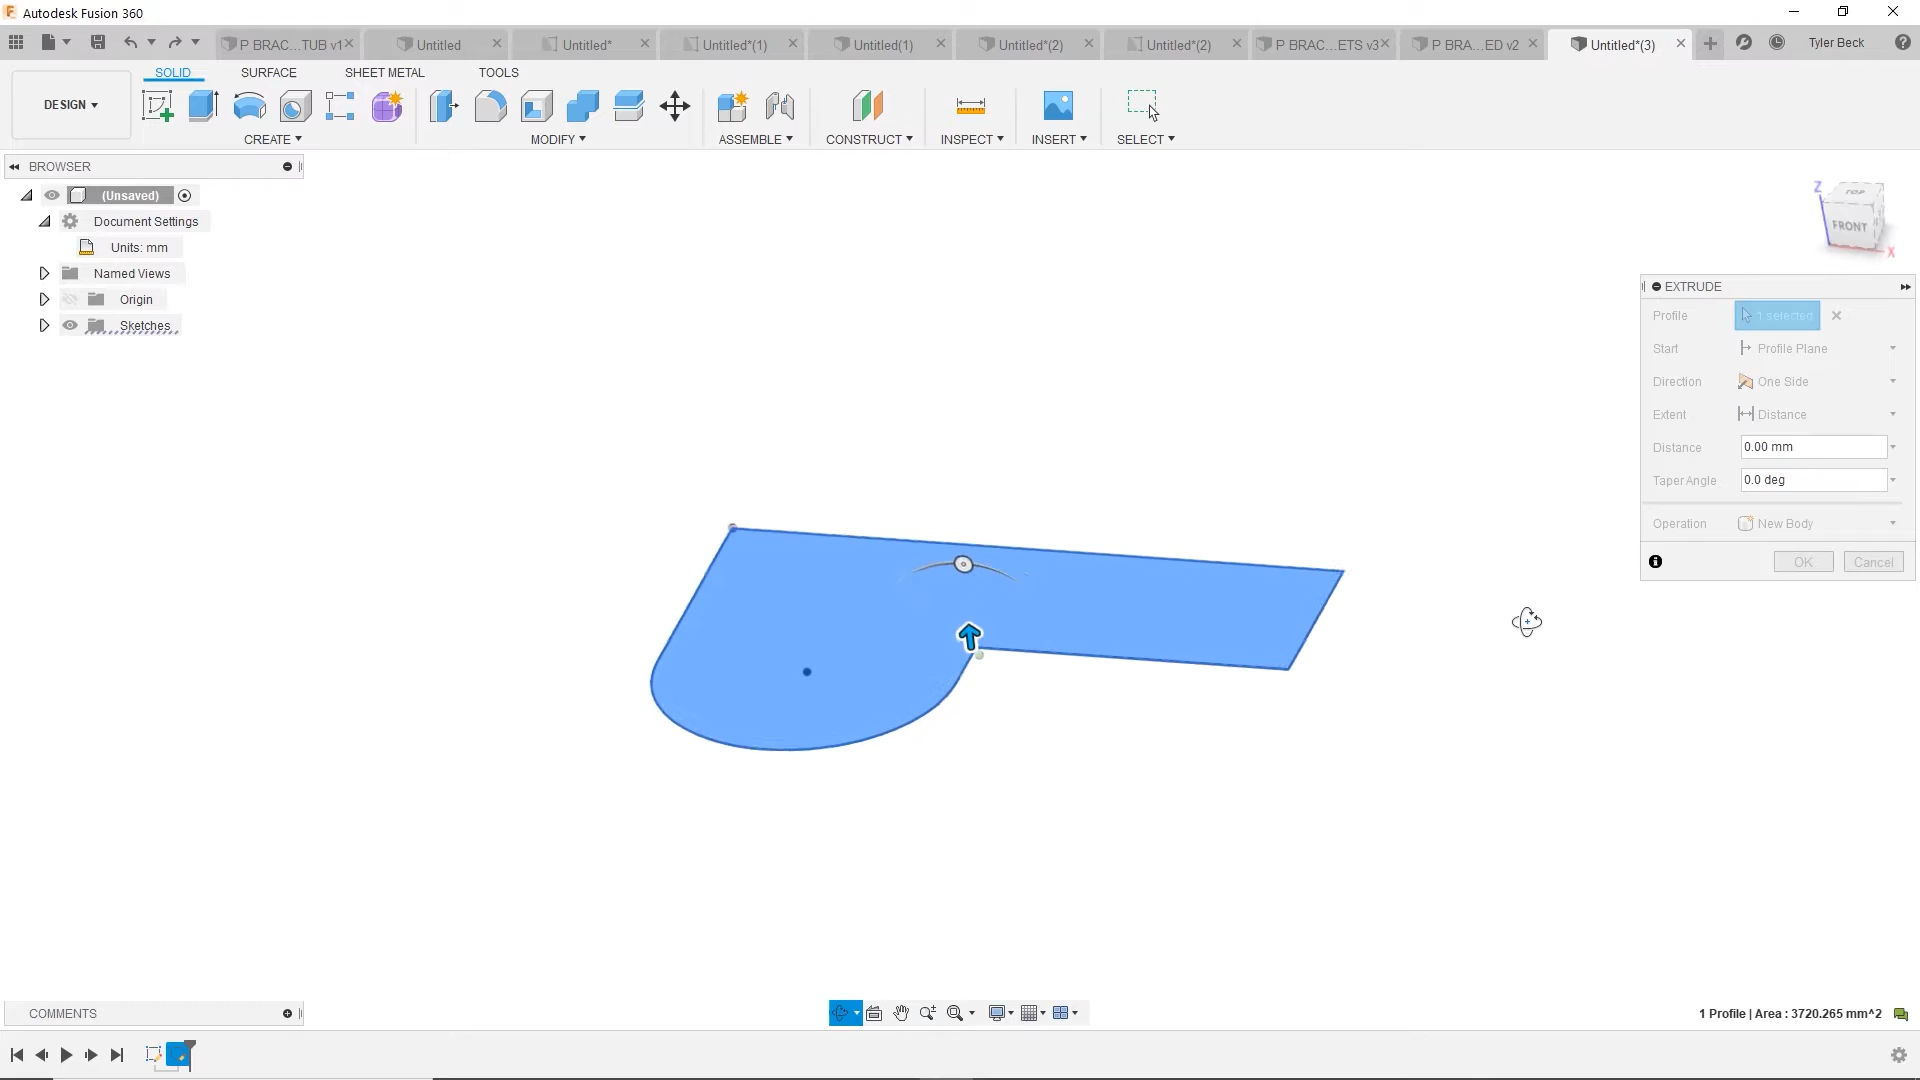 Autodesk Fusion 360
P BRAC...TUB v1
Untitled
Untitled*
Untitled*(1)
Untitled(1)
Untitled*(2)
Untitled*(2)
P BRAC...ETS v3
P BRA...ED v2
Untitled*(3)
Tyler Beck
SOLID
SURFACE
SHEET METAL
TOOLS
DESIGN
CREATE
MODIFY
ASSEMBLE
CONSTRUCT
INSPECT
INSERT
SELECT
BROWSER
(Unsaved)
Document Settings
Units: mm
Named Views
Origin
Sketches
Z
TOP
FRONT
X
EXTRUDE
Profile 1 selected
Start Profile Plane
Direction One Side
Extent Distance
Distance 0.00 mm
Taper Angle 0.0 deg
Operation New Body
OK Cancel
COMMENTS
1 Profile | Area : 3720.265 mm^2